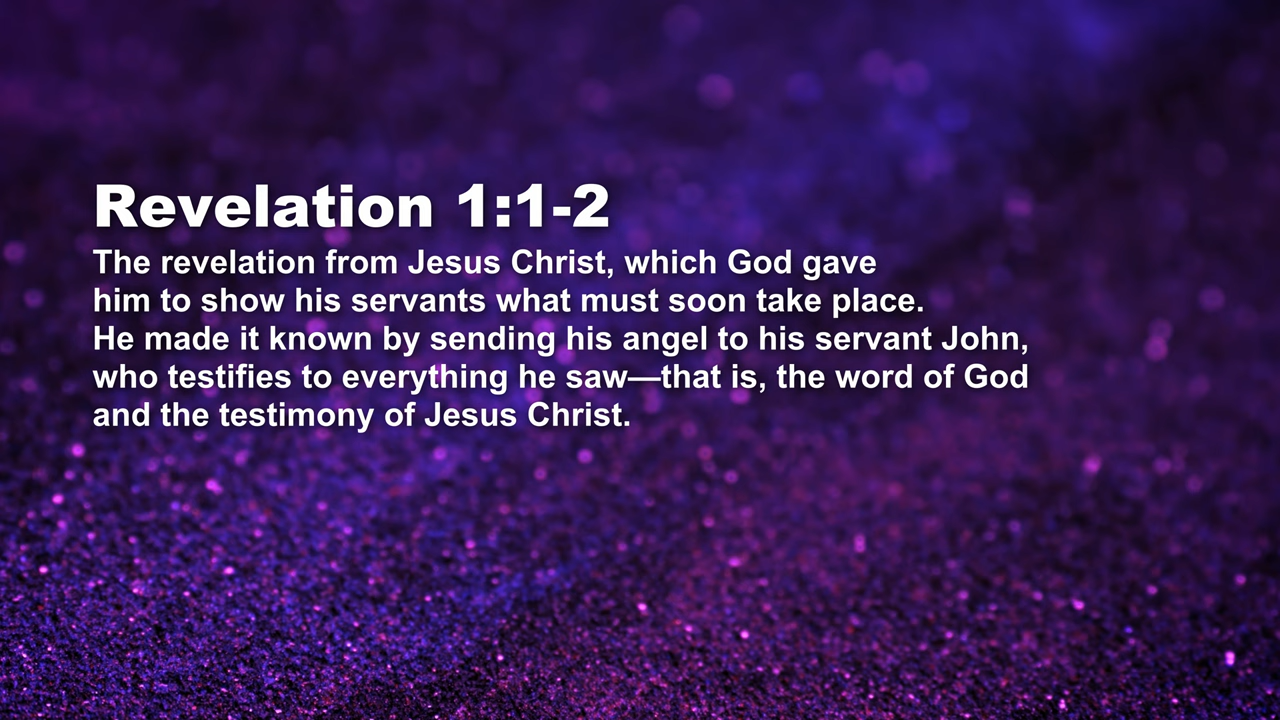 Revelation 1:1-2
The revelation from Jesus Christ, which God gave
him to show his servants what must soon take place.
He made it known by sending his angel to his servant John,
who testifies to everything he saw—that is, the word of God
and the testimony of Jesus Christ.